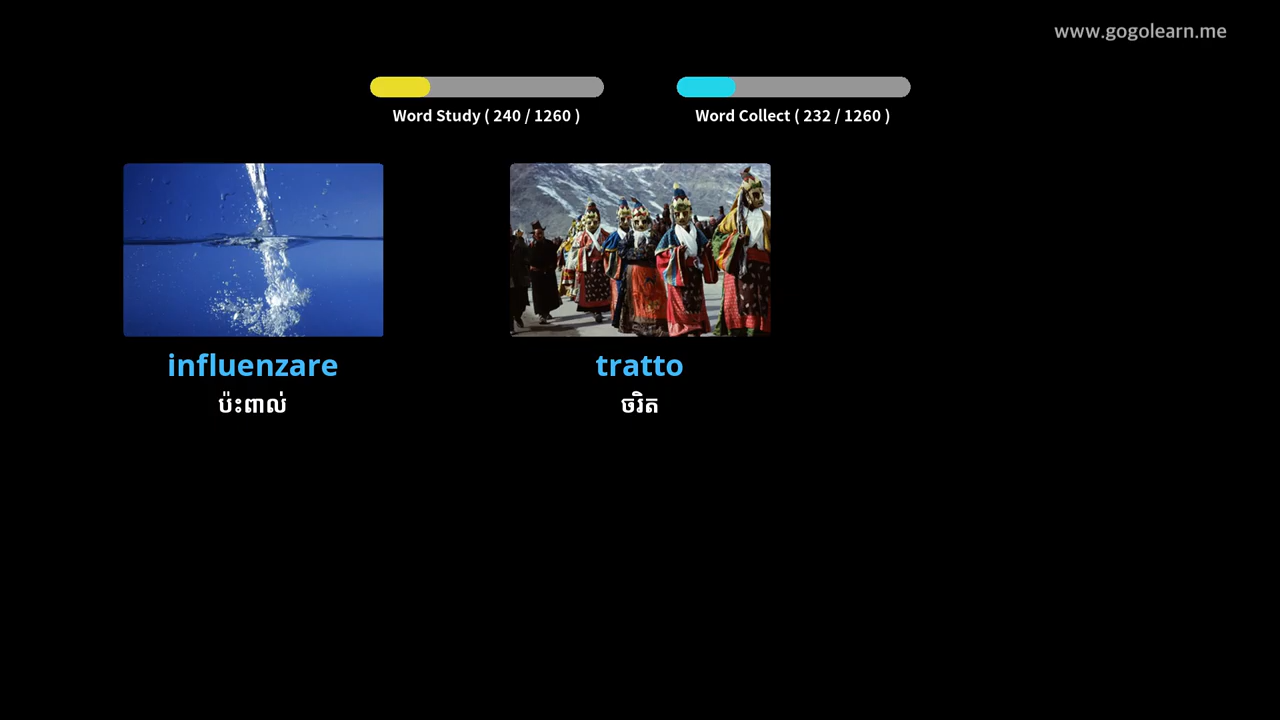 www.gogolearn.me
Word Study ( 240 / 1260 )
Word Collect ( 232 / 1260 )
influenzare
ប៉ះពាល់
tratto
ចរិត